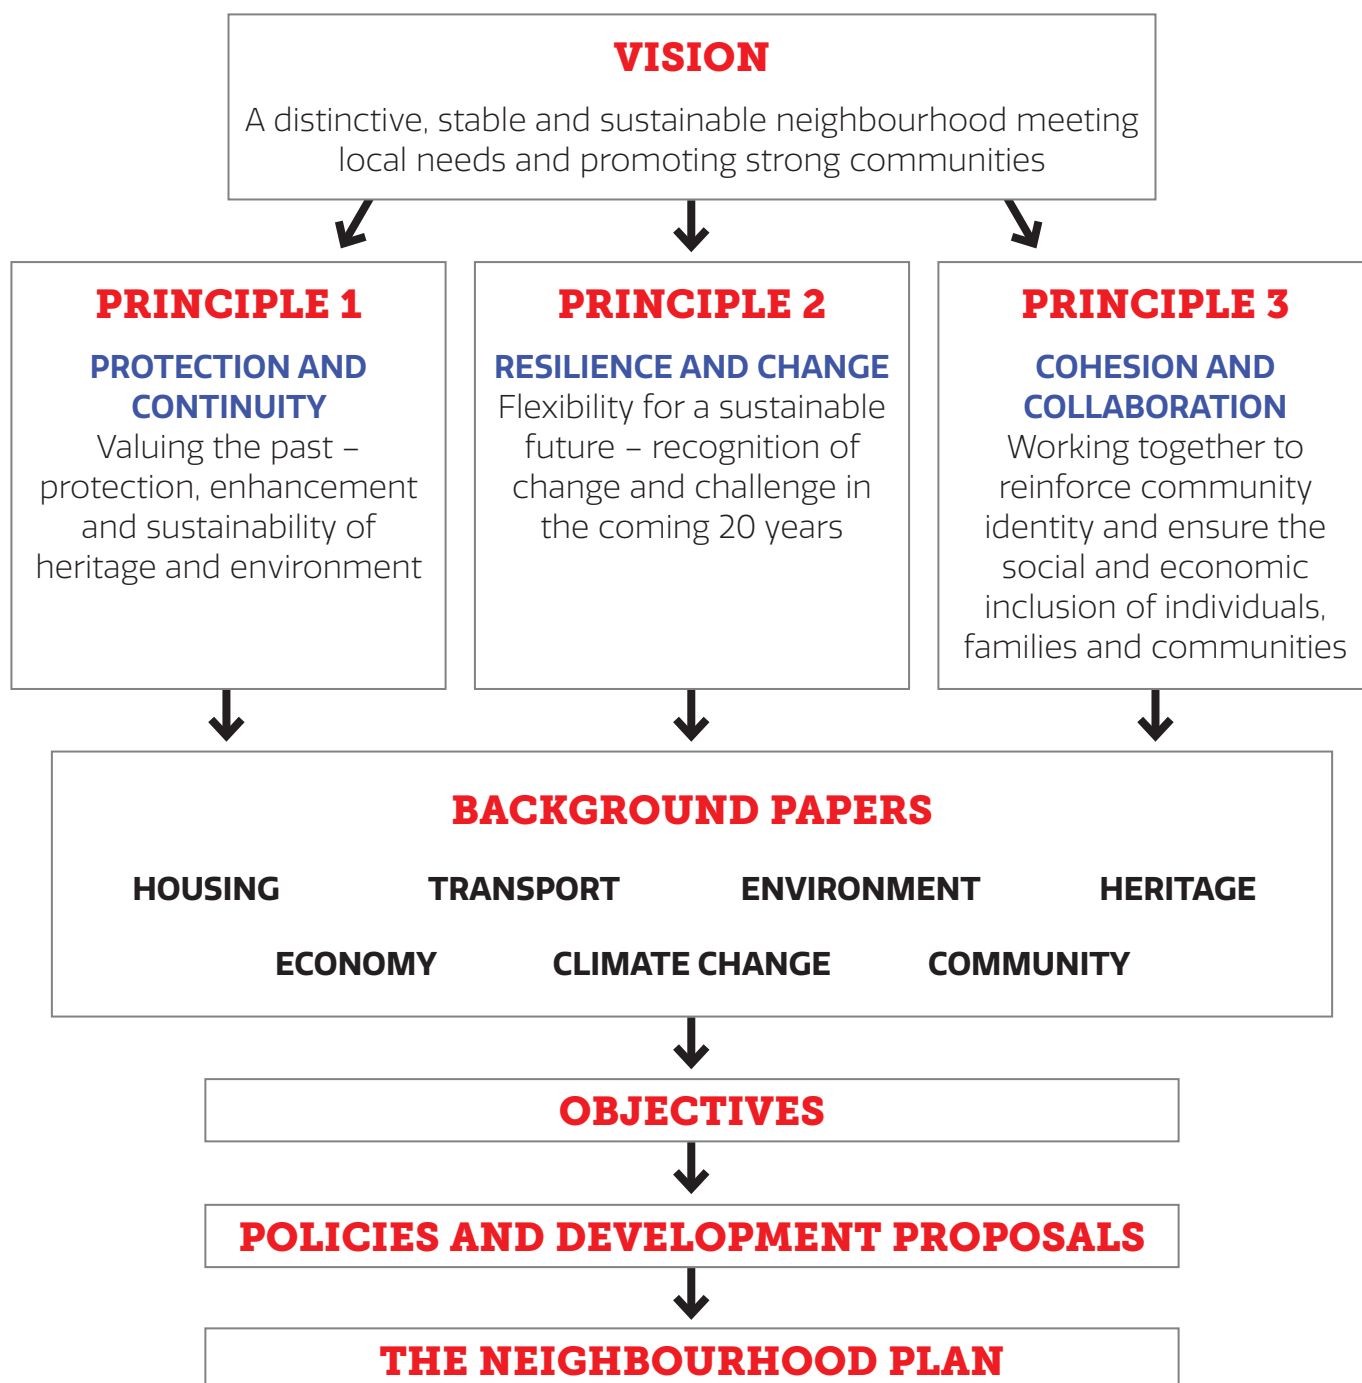 VISION
A distinctive, stable and sustainable neighbourhood meeting
local needs and promoting strong communities
PRINCIPLE 1
PROTECTION AND
CONTINUITY
Valuing the past –
protection, enhancement
and sustainability of
heritage and environment
PRINCIPLE 2
RESILIENCE AND CHANGE
Flexibility for a sustainable
future – recognition of
change and challenge in
the coming 20 years
PRINCIPLE 3
COHESION AND
COLLABORATION
Working together to
reinforce community
identity and ensure the
social and economic
inclusion of individuals,
families and communities
BACKGROUND PAPERS
HOUSING TRANSPORT ENVIRONMENT HERITAGE
ECONOMY CLIMATE CHANGE COMMUNITY
OBJECTIVES
POLICIES AND DEVELOPMENT PROPOSALS
THE NEIGHBOURHOOD PLAN